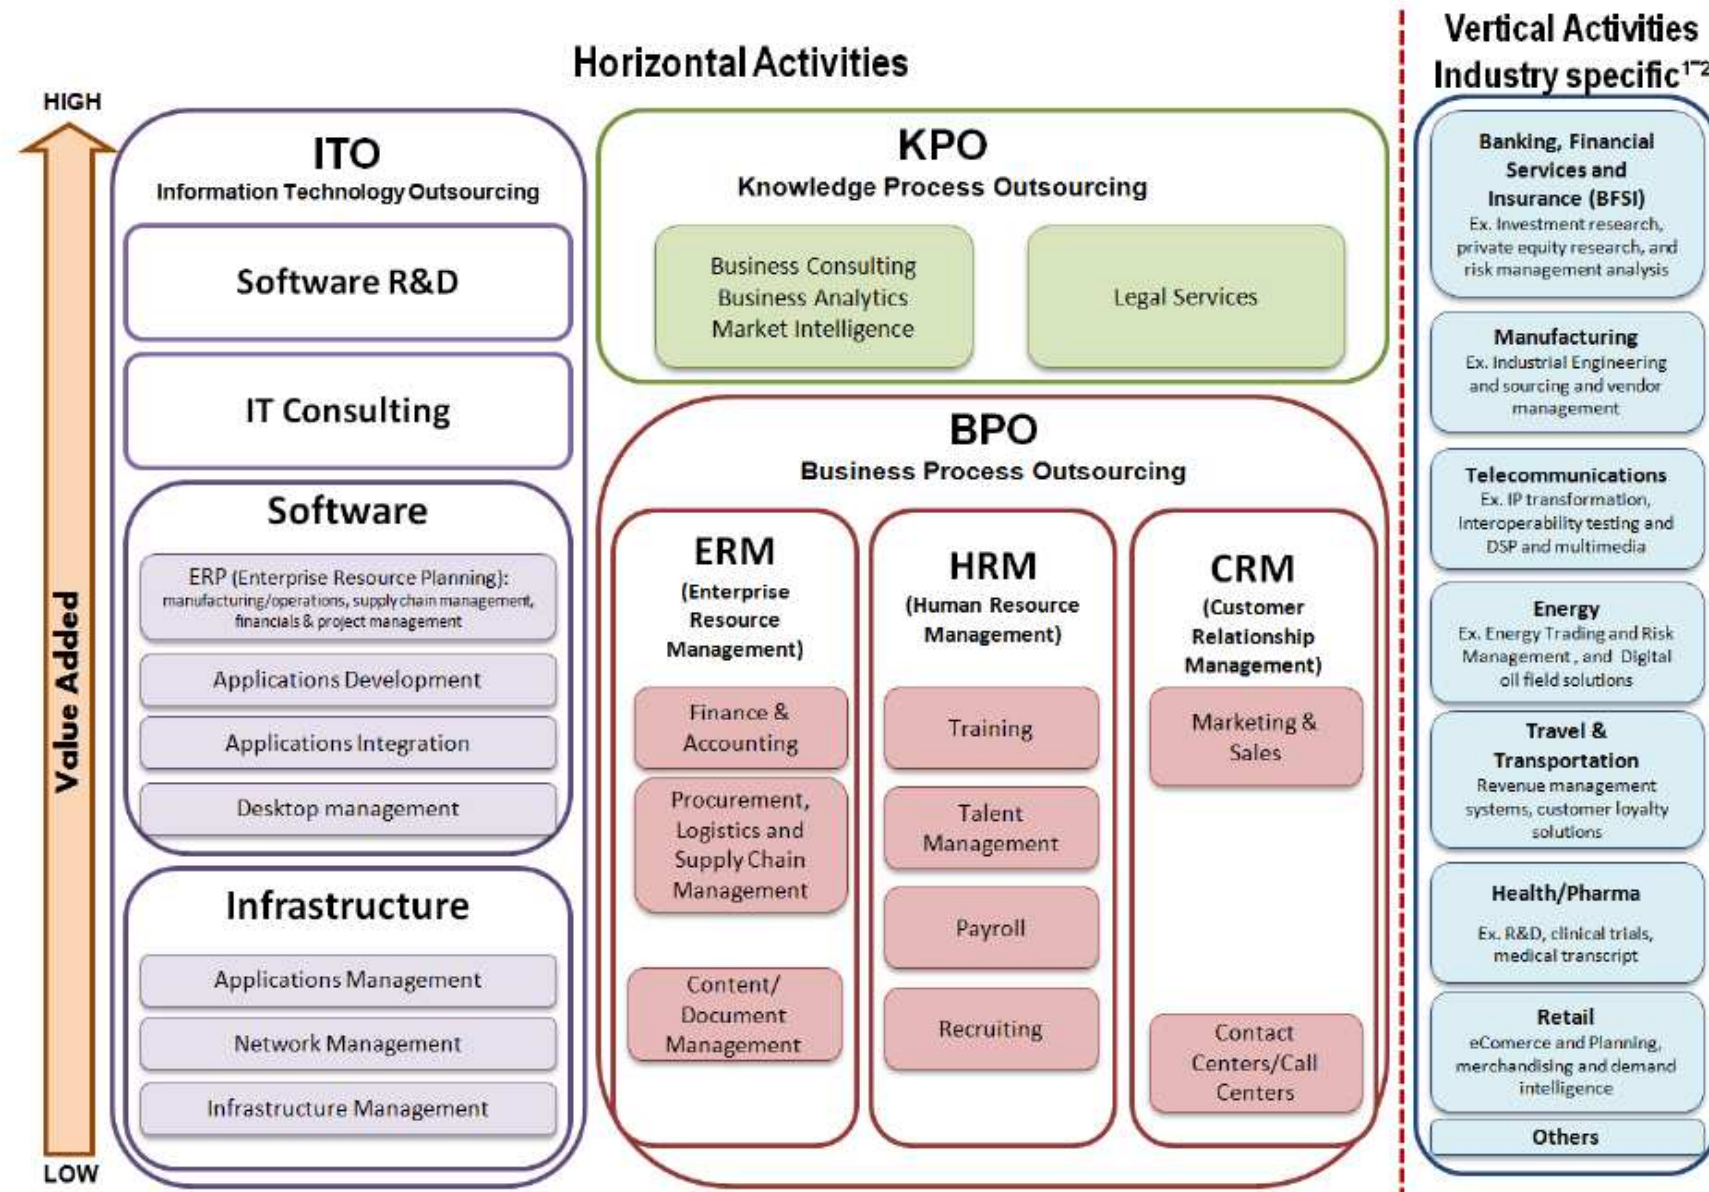 Horizontal Activities
Vertical Activities
Industry specific¹⁻²
HIGH
Value Added
LOW
ITO
Information Technology Outsourcing
Software R&D
IT Consulting
Software
ERP (Enterprise Resource Planning):
manufacturing/operations, supply chain management,
financials & project management
Applications Development
Applications Integration
Desktop management
Infrastructure
Applications Management
Network Management
Infrastructure Management
KPO
Knowledge Process Outsourcing
Business Consulting
Business Analytics
Market Intelligence
Legal Services
BPO
Business Process Outsourcing
ERM
(Enterprise
Resource
Management)
Finance &
Accounting
Procurement,
Logistics and
Supply Chain
Management
Content/
Document
Management
HRM
(Human Resource
Management)
Training
Talent
Management
Payroll
Recruiting
CRM
(Customer
Relationship
Management)
Marketing &
Sales
Contact
Centers/Call
Centers
Banking, Financial
Services and
Insurance (BFSI)
Ex. Investment research,
private equity research, and
risk management analysis
Manufacturing
Ex. Industrial Engineering
and sourcing and vendor
management
Telecommunications
Ex. IP transformation,
Interoperability testing and
DSP and multimedia
Energy
Ex. Energy Trading and Risk
Management , and Digital
oil field solutions
Travel &
Transportation
Revenue management
systems, customer loyalty
solutions
Health/Pharma
Ex. R&D, clinical trials,
medical transcript
Retail
eComerce and Planning,
merchandising and demand
intelligence
Others